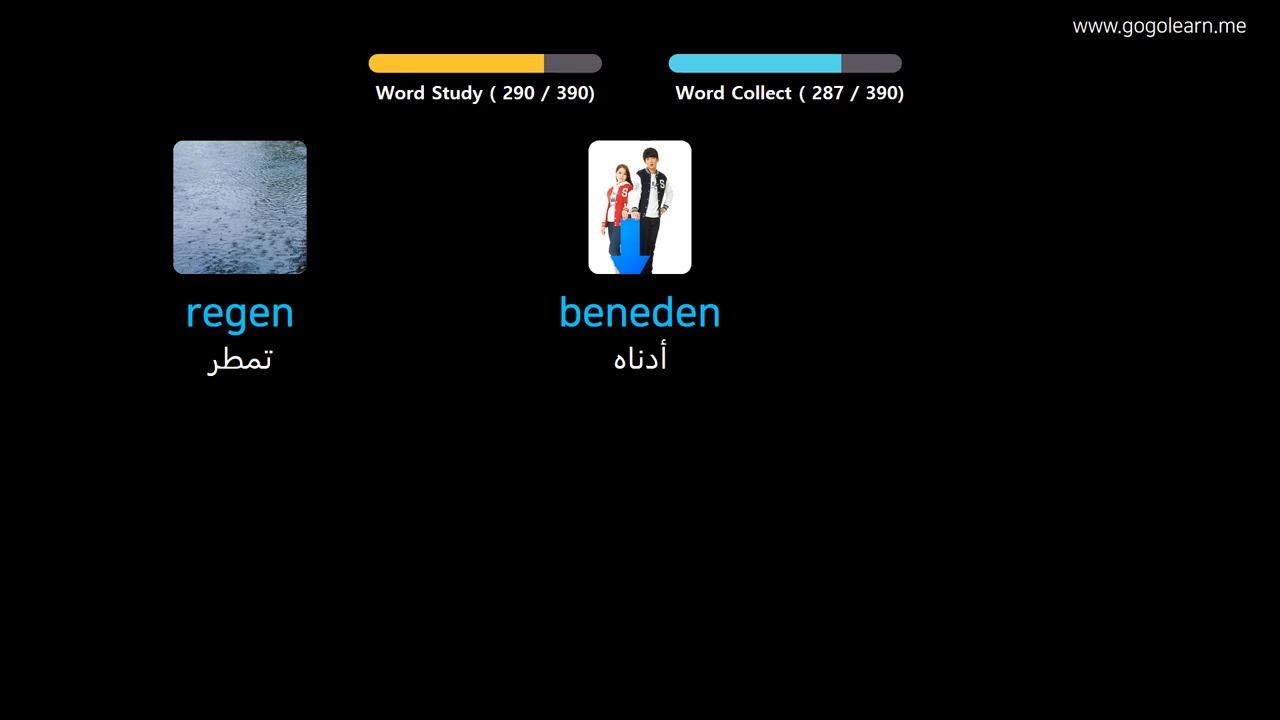 www.gogolearn.me
Word Study ( 290 / 390)
Word Collect ( 287 / 390)
regen
تمطر
beneden
أدناه